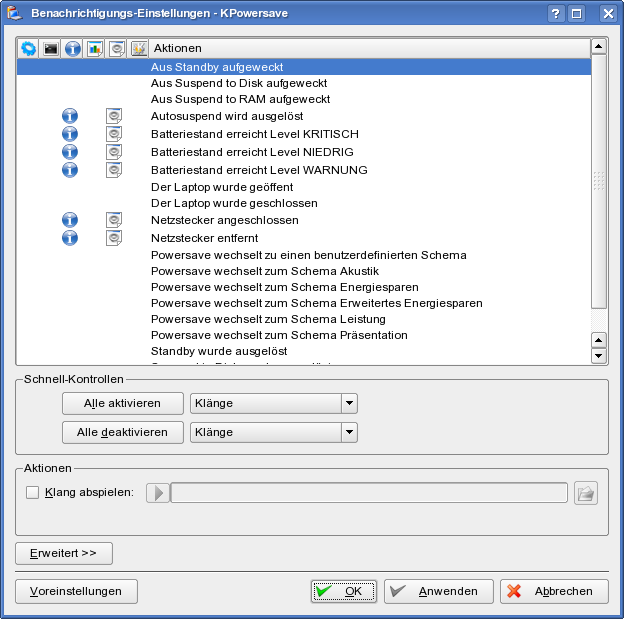 Benachrichtigungs-Einstellungen - KPowersave
Aktionen
Aus Standby aufgeweckt
Aus Suspend to Disk aufgeweckt
Aus Suspend to RAM aufgeweckt
Autosuspend wird ausgelöst
Batteriestand erreicht Level KRITISCH
Batteriestand erreicht Level NIEDRIG
Batteriestand erreicht Level WARNUNG
Der Laptop wurde geöffent
Der Laptop wurde geschlossen
Netzstecker angeschlossen
Netzstecker entfernt
Powersave wechselt zu einen benutzerdefinierten Schema
Powersave wechselt zum Schema Akustik
Powersave wechselt zum Schema Energiesparen
Powersave wechselt zum Schema Erweitertes Energiesparen
Powersave wechselt zum Schema Leistung
Powersave wechselt zum Schema Präsentation
Standby wurde ausgelöst
Schnell-Kontrollen
Alle aktivieren Klänge
Alle deaktivieren Klänge
Aktionen
Klang abspielen:
Erweitert >>
Voreinstellungen OK Anwenden Abbrechen